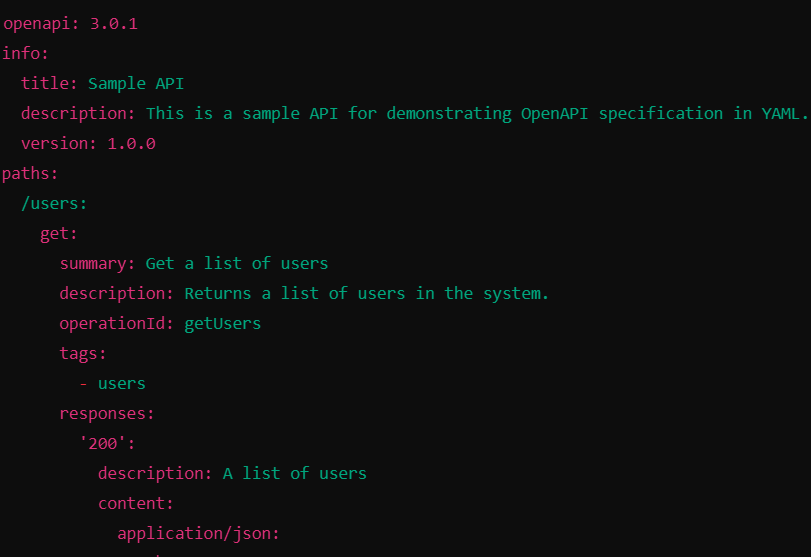 openapi: 3.0.1
info:
  title: Sample API
  description: This is a sample API for demonstrating OpenAPI specification in YAML.
  version: 1.0.0
paths:
  /users:
    get:
      summary: Get a list of users
      description: Returns a list of users in the system.
      operationId: getUsers
      tags:
        - users
      responses:
        '200':
          description: A list of users
          content:
            application/json: